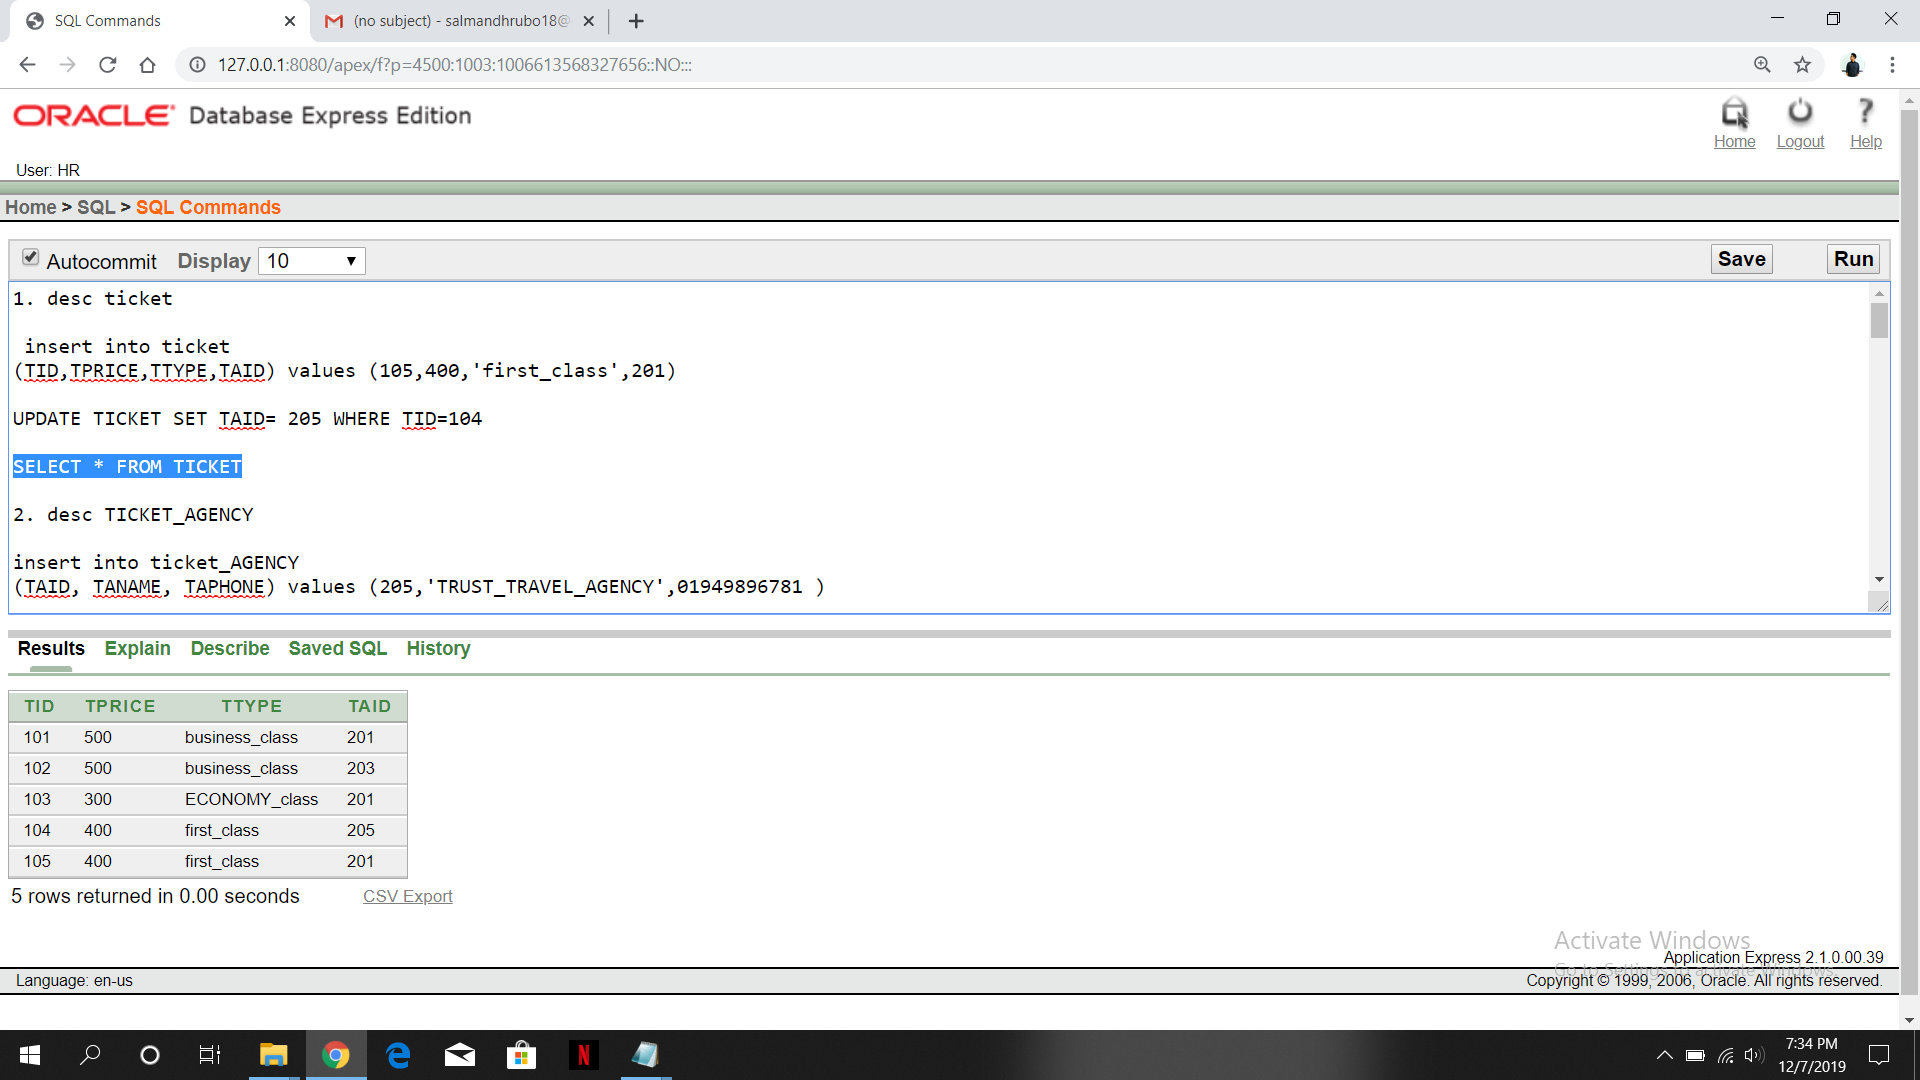 SQL Commands
(no subject) - salmandhrubo18@
127.0.0.1:8080/apex/f?p=4500:1003:1006613568327656::NO:::
ORACLE Database Express Edition
Home Logout Help
User: HR
Home > SQL > SQL Commands
Autocommit Display 10 Save Run
1. desc ticket
insert into ticket
(TID,TPRICE,TTYPE,TAID) values (105,400,'first_class',201)
UPDATE TICKET SET TAID= 205 WHERE TID=104
SELECT * FROM TICKET
2. desc TICKET_AGENCY
insert into ticket_AGENCY
(TAID, TANAME, TAPHONE) values (205,'TRUST_TRAVEL_AGENCY',01949896781 )
Results Explain Describe Saved SQL History
TID TPRICE TTYPE TAID
101 500 business_class 201
102 500 business_class 203
103 300 ECONOMY_class 201
104 400 first_class 205
105 400 first_class 201
5 rows returned in 0.00 seconds CSV Export
Activate Windows
Application Express 2.1.0.00.39
Go to Settings to activate Windows.
Language: en-us
Copyright © 1999, 2006, Oracle. All rights reserved.
7:34 PM
12/7/2019